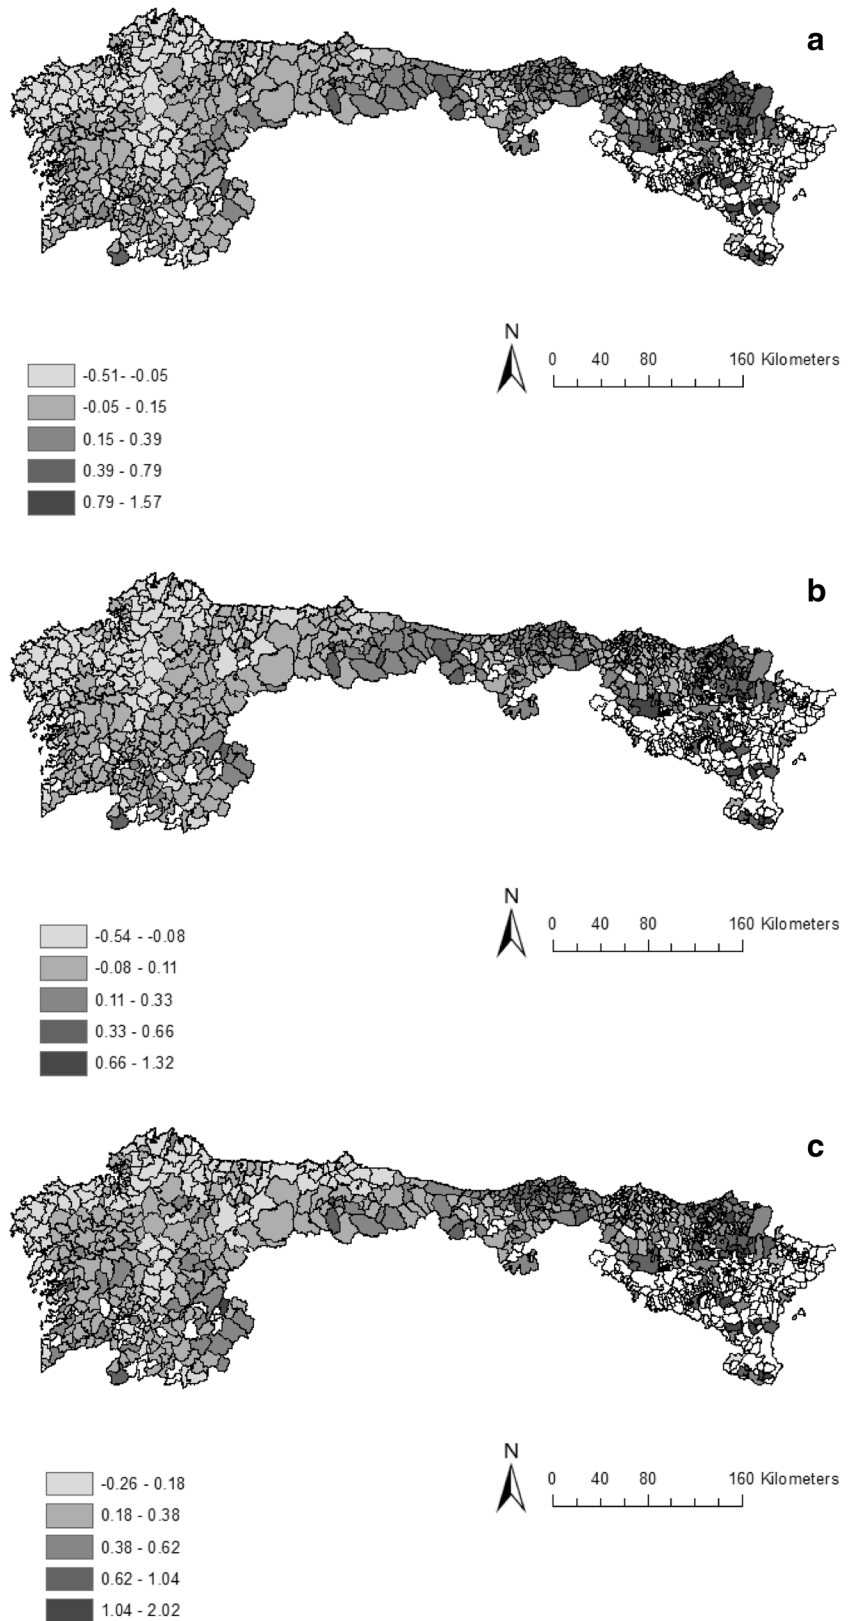 a
N
0 40 80 160 Kilometers
-0.51- -0.05
-0.05 - 0.15
0.15 - 0.39
0.39 - 0.79
0.79 - 1.57
b
N
0 40 80 160 Kilometers
-0.54 - -0.08
-0.08 - 0.11
0.11 - 0.33
0.33 - 0.66
0.66 - 1.32
c
N
0 40 80 160 Kilometers
-0.26 - 0.18
0.18 - 0.38
0.38 - 0.62
0.62 - 1.04
1.04 - 2.02